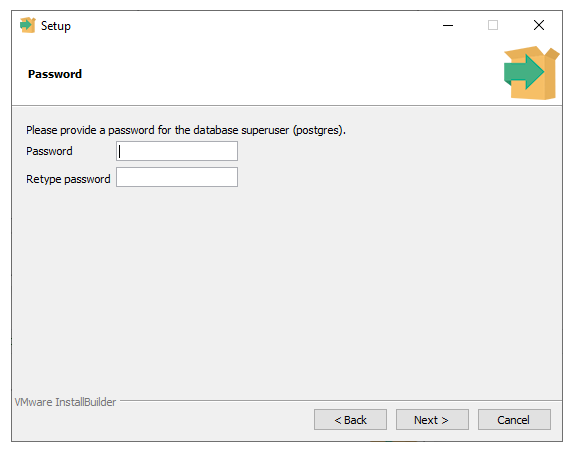 Setup
Password
Please provide a password for the database superuser (postgres).
Password
Retype password
VMware InstallBuilder
< Back Next > Cancel